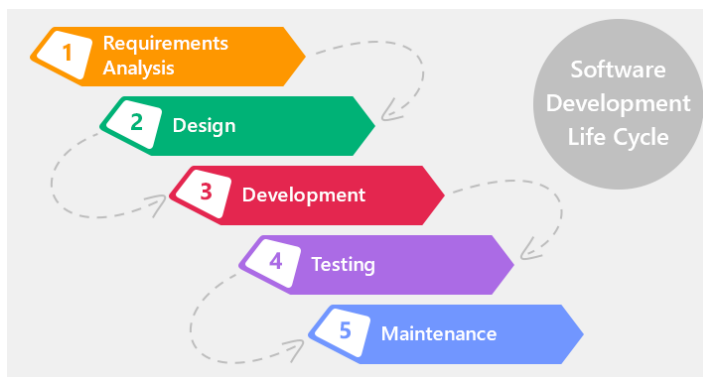 1
Requirements
Analysis
2
Design
3
Development
4
Testing
5
Maintenance
Software
Development
Life Cycle